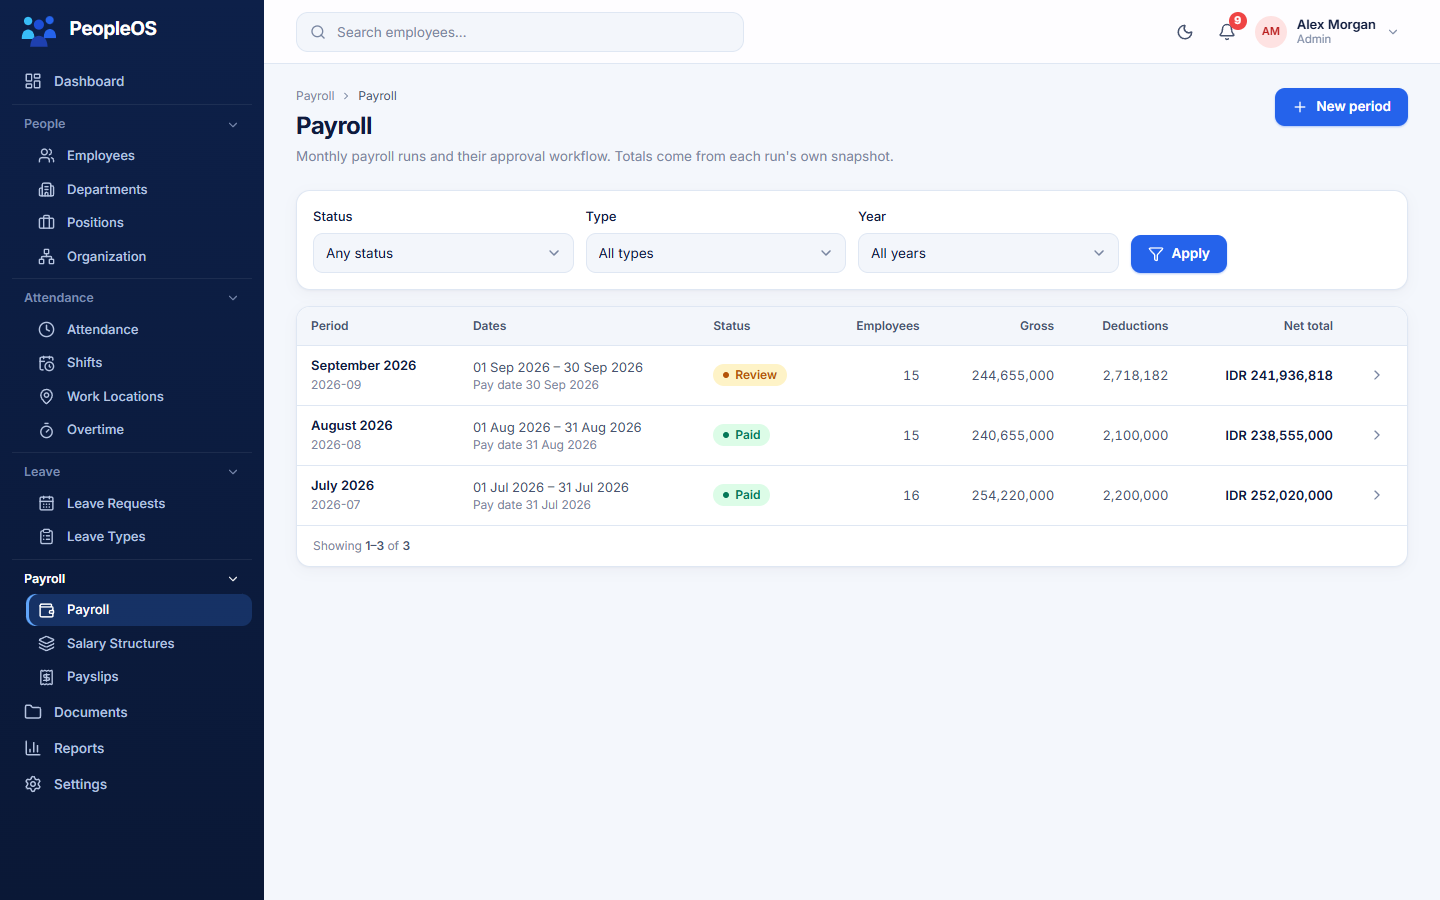 PeopleOS
Search employees...
9
AM
Alex Morgan
Admin
Dashboard
People
Employees
Departments
Positions
Organization
Attendance
Attendance
Shifts
Work Locations
Overtime
Leave
Leave Requests
Leave Types
Payroll
Payroll
Salary Structures
Payslips
Documents
Reports
Settings
Payroll > Payroll
Payroll
Monthly payroll runs and their approval workflow. Totals come from each run's own snapshot.
+ New period
Status Type Year
Any status All types All years Apply
Period Dates Status Employees Gross Deductions Net total
September 2026 01 Sep 2026 – 30 Sep 2026 Review 15 244,655,000 2,718,182 IDR 241,936,818
2026-09 Pay date 30 Sep 2026
August 2026 01 Aug 2026 – 31 Aug 2026 Paid 15 240,655,000 2,100,000 IDR 238,555,000
2026-08 Pay date 31 Aug 2026
July 2026 01 Jul 2026 – 31 Jul 2026 Paid 16 254,220,000 2,200,000 IDR 252,020,000
2026-07 Pay date 31 Jul 2026
Showing 1–3 of 3